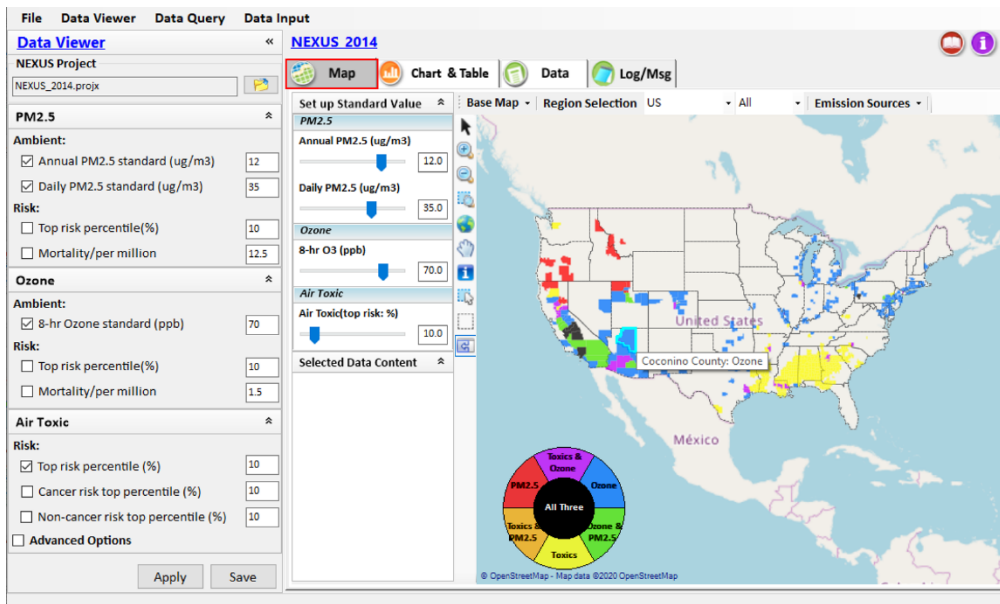 File Data Viewer Data Query Data Input
Data Viewer «
NEXUS Project
NEXUS_2014.projx
PM2.5
Ambient:
Annual PM2.5 standard (ug/m3) 12
Daily PM2.5 standard (ug/m3) 35
Risk:
Top risk percentile(%) 10
Mortality/per million 12.5
Ozone
Ambient:
8-hr Ozone standard (ppb) 70
Risk:
Top risk percentile(%) 10
Mortality/per million 1.5
Air Toxic
Risk:
Top risk percentile (%) 10
Cancer risk top percentile (%) 10
Non-cancer risk top percentile (%) 10
Advanced Options
Apply Save
NEXUS_2014
Map Chart & Table Data Log/Msg
Set up Standard Value
PM2.5
Annual PM2.5 (ug/m3)
12.0
Daily PM2.5 (ug/m3)
35.0
Ozone
8-hr O3 (ppb)
70.0
Air Toxic
Air Toxic(top risk: %)
10.0
Selected Data Content
Base Map Region Selection US All Emission Sources
United States
Coconino County: Ozone
México
Toxics & Ozone
PM2.5
Ozone
All Three
Toxics & PM2.5
Ozone & PM2.5
Toxics
© OpenStreetMap - Map data ©2020 OpenStreetMap